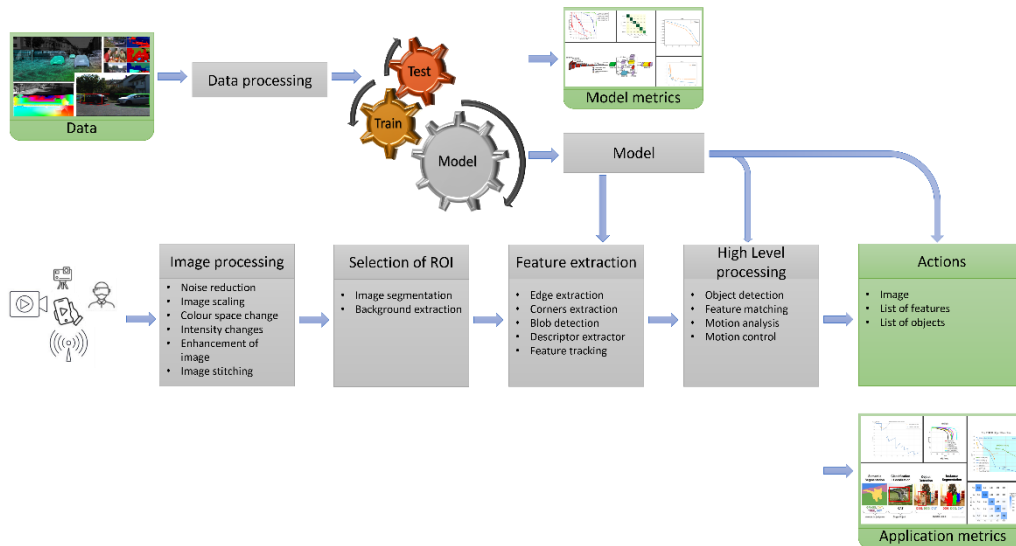 Data
Data processing
Test
Train
Model
Model metrics
Model
Image processing
• Noise reduction
• Image scaling
• Colour space change
• Intensity changes
• Enhancement of
image
• Image stitching
Selection of ROI
• Image segmentation
• Background extraction
Feature extraction
• Edge extraction
• Corners extraction
• Blob detection
• Descriptor extractor
• Feature tracking
High Level
processing
• Object detection
• Feature matching
• Motion analysis
• Motion control
Actions
• Image
• List of features
• List of objects
Application metrics